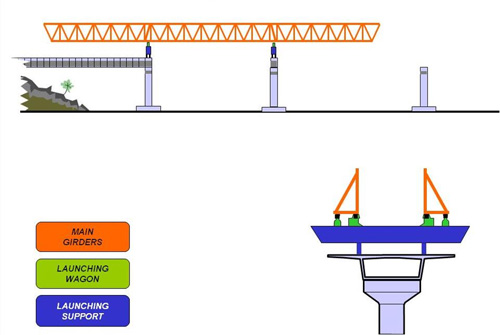 MAIN
GIRDERS
LAUNCHING
WAGON
LAUNCHING
SUPPORT